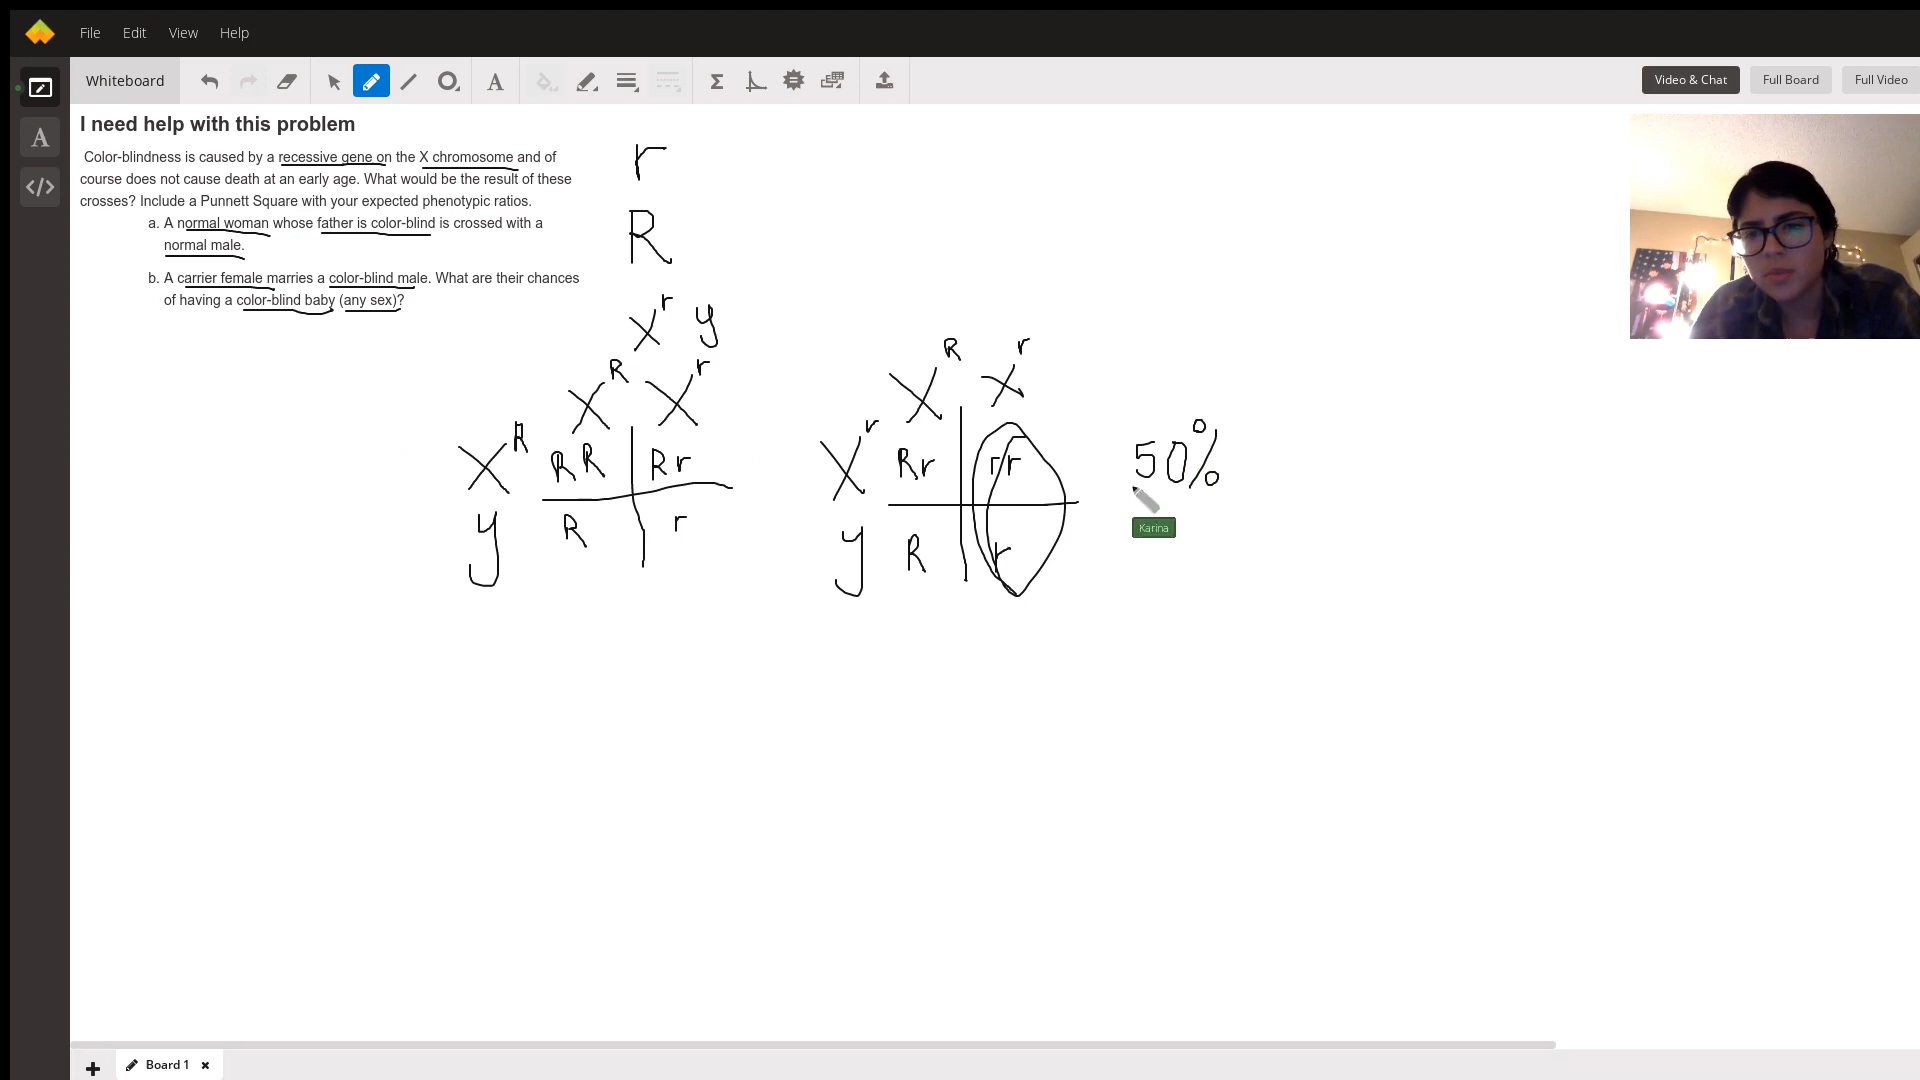 File Edit View Help
Whiteboard
A
Σ
Video & Chat Full Board Full Video
A
</>
I need help with this problem
Color-blindness is caused by a recessive gene on the X chromosome and of
course does not cause death at an early age. What would be the result of these
crosses? Include a Punnett Square with your expected phenotypic ratios.
a. A normal woman whose father is color-blind is crossed with a
normal male.
b. A carrier female marries a color-blind male. What are their chances
of having a color-blind baby (any sex)?
r
R
X r y
X R X r
X R RR Rr
y R r
X R X r
X r Rr rr
y R r
50%
Karina
Board 1